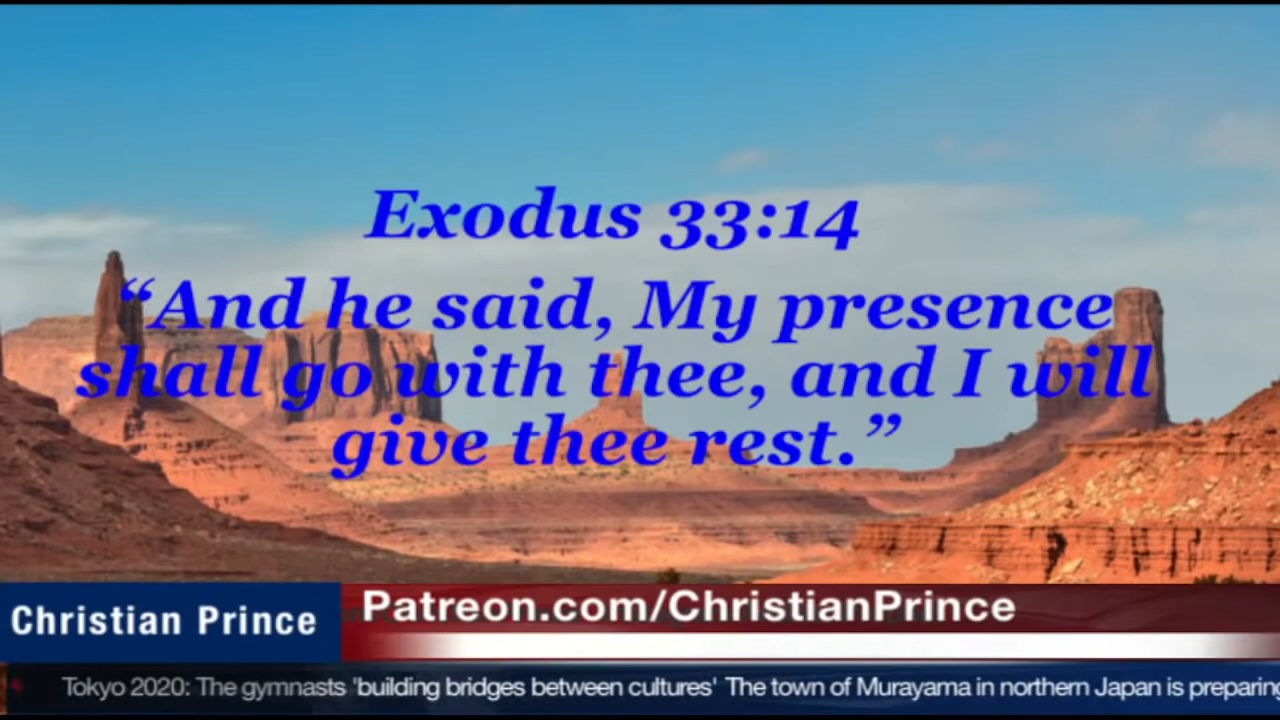 Exodus 33:14
“And he said, My presence
shall go with thee, and I will
give thee rest.”
Christian Prince
Patreon.com/ChristianPrince
Tokyo 2020: The gymnasts 'building bridges between cultures' The town of Murayama in northern Japan is preparing